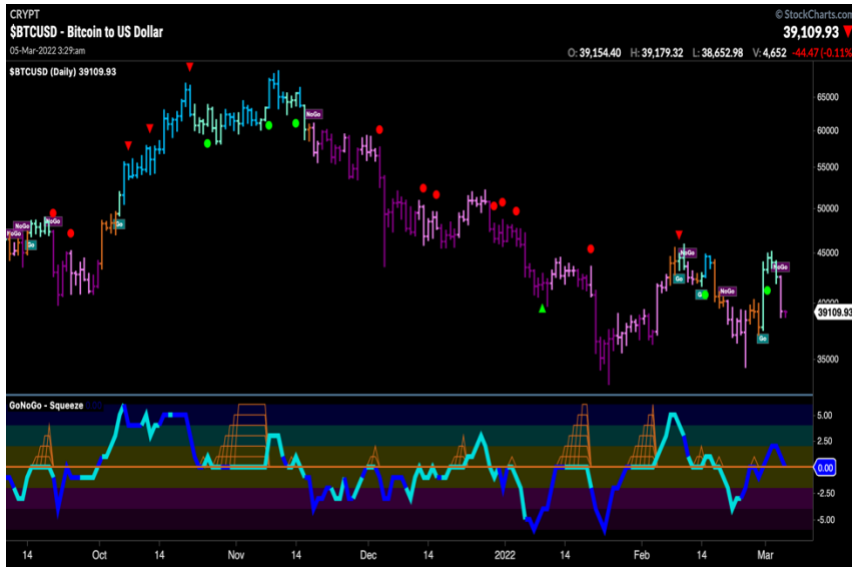 CRYPT
© StockCharts.com
$BTCUSD - Bitcoin to US Dollar
39,109.93
05-Mar-2022 3:29am
O: 39,154.40 H: 39,179.32 L: 38,652.98 V: 4,652 -44.47 (-0.11%)
$BTCUSD (Daily) 39109.93
65000
NoGo
60000
55000
50000
NoGo NoGo
NoGo Go
Go
45000
NoGo
Go
NoGo
Go
NoGo
40000
39109.93
Go
35000
GoNoGo - Squeeze
5.00
2.50
0.00
-2.50
-5.00
14 Oct 14 Nov 14 Dec 14 2022 14 Feb 14 Mar